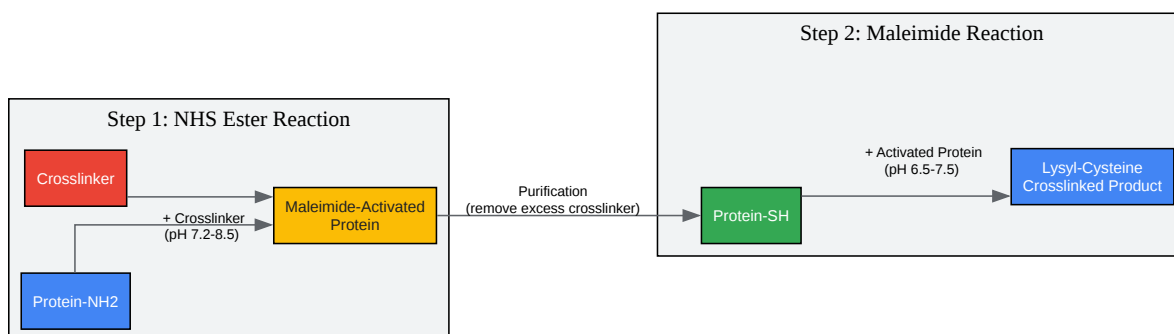 Step 1: NHS Ester Reaction
Crosslinker
+ Crosslinker
(pH 7.2-8.5)
Protein-NH2
Maleimide-Activated
Protein
Purification
(remove excess crosslinker)
Step 2: Maleimide Reaction
Protein-SH
+ Activated Protein
(pH 6.5-7.5)
Lysyl-Cysteine
Crosslinked Product